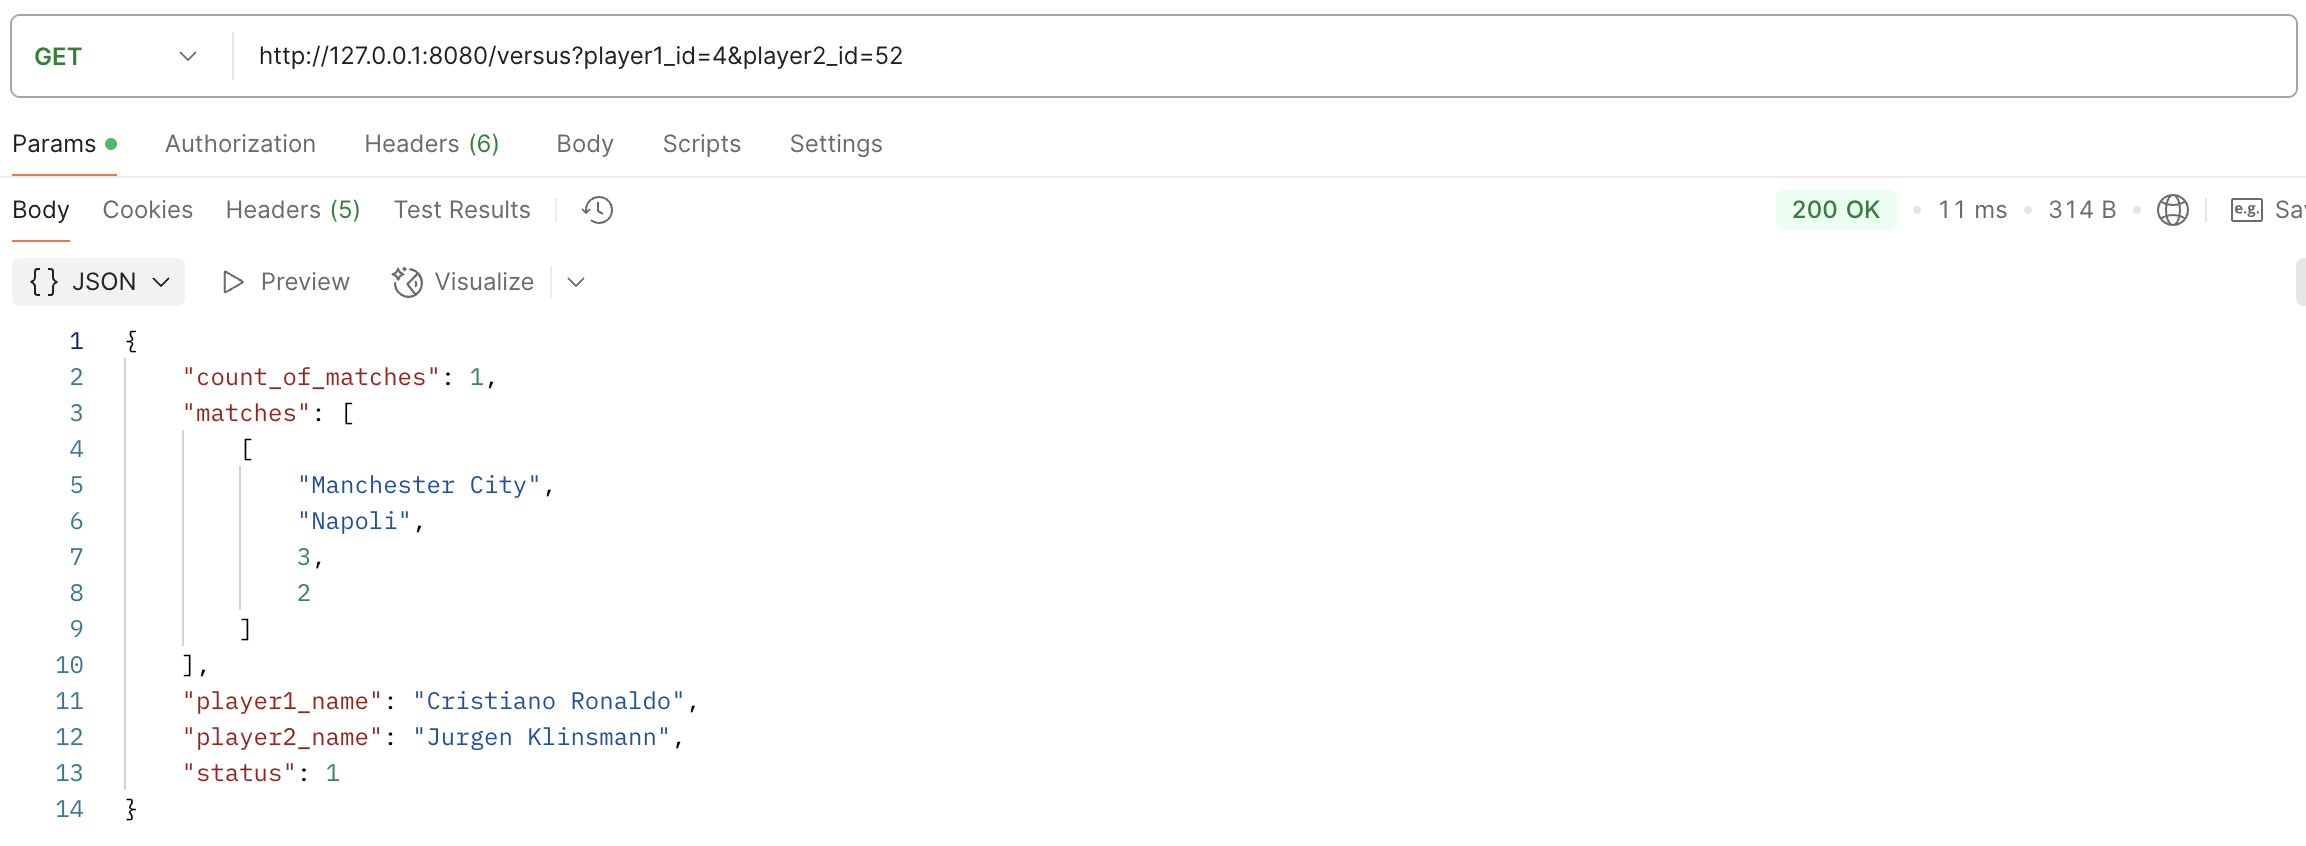 GET http://127.0.0.1:8080/versus?player1_id=4&player2_id=52
Params Authorization Headers (6) Body Scripts Settings
Body Cookies Headers (5) Test Results 200 OK 11 ms 314 B e.g. Sav
{} JSON Preview Visualize
1 {
2 "count_of_matches": 1,
3 "matches": [
4 [
5 "Manchester City",
6 "Napoli",
7 3,
8 2
9 ]
10 ],
11 "player1_name": "Cristiano Ronaldo",
12 "player2_name": "Jurgen Klinsmann",
13 "status": 1
14 }